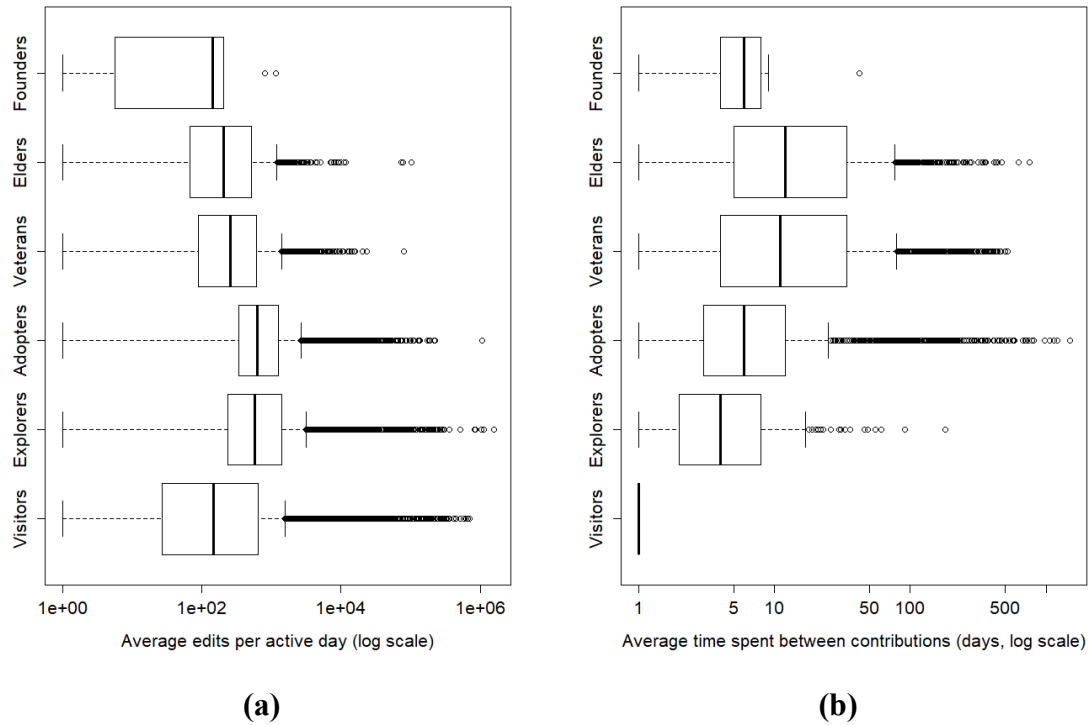 Founders
Elders
Veterans
Adopters
Explorers
Visitors
1e+00 1e+02 1e+04 1e+06
Average edits per active day (log scale)
(a)
Founders
Elders
Veterans
Adopters
Explorers
Visitors
1 5 10 50 100 500
Average time spent between contributions (days, log scale)
(b)